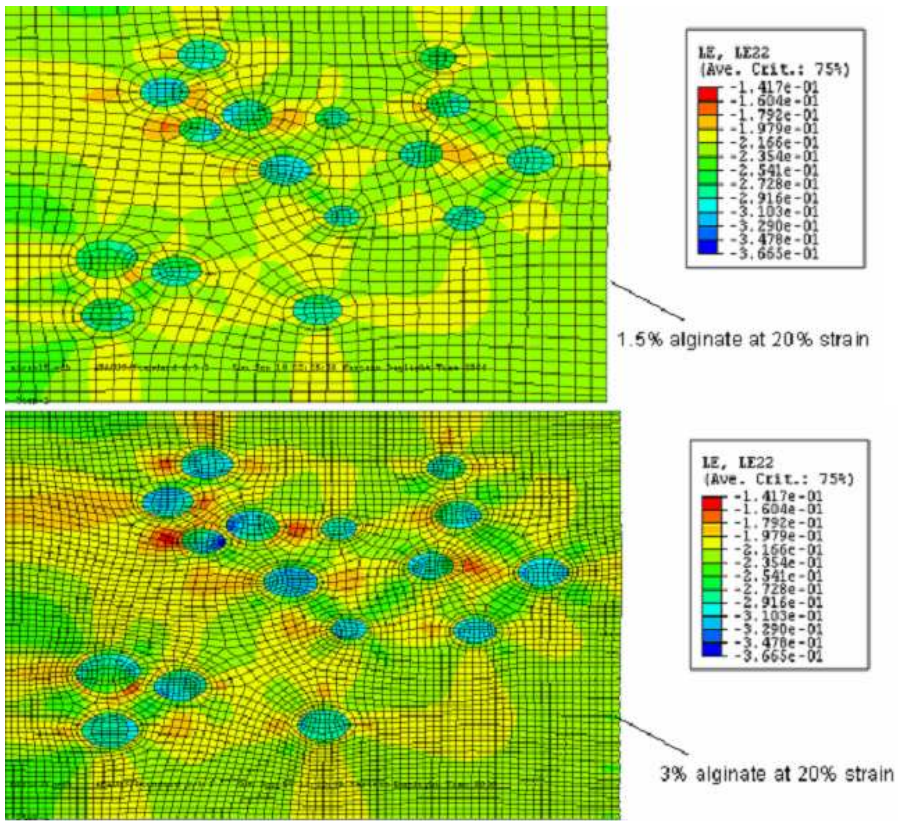 LE, LE22
(Ave. Crit.: 75%)
-1.417e-01
-1.604e-01
-1.792e-01
-1.979e-01
-2.166e-01
-2.354e-01
-2.541e-01
-2.728e-01
-2.916e-01
-3.103e-01
-3.290e-01
-3.478e-01
-3.665e-01
1.5% alginate at 20% strain
LE, LE22
(Ave. Crit.: 75%)
-1.417e-01
-1.604e-01
-1.792e-01
-1.979e-01
-2.166e-01
-2.354e-01
-2.541e-01
-2.728e-01
-2.916e-01
-3.103e-01
-3.290e-01
-3.478e-01
-3.665e-01
3% alginate at 20% strain